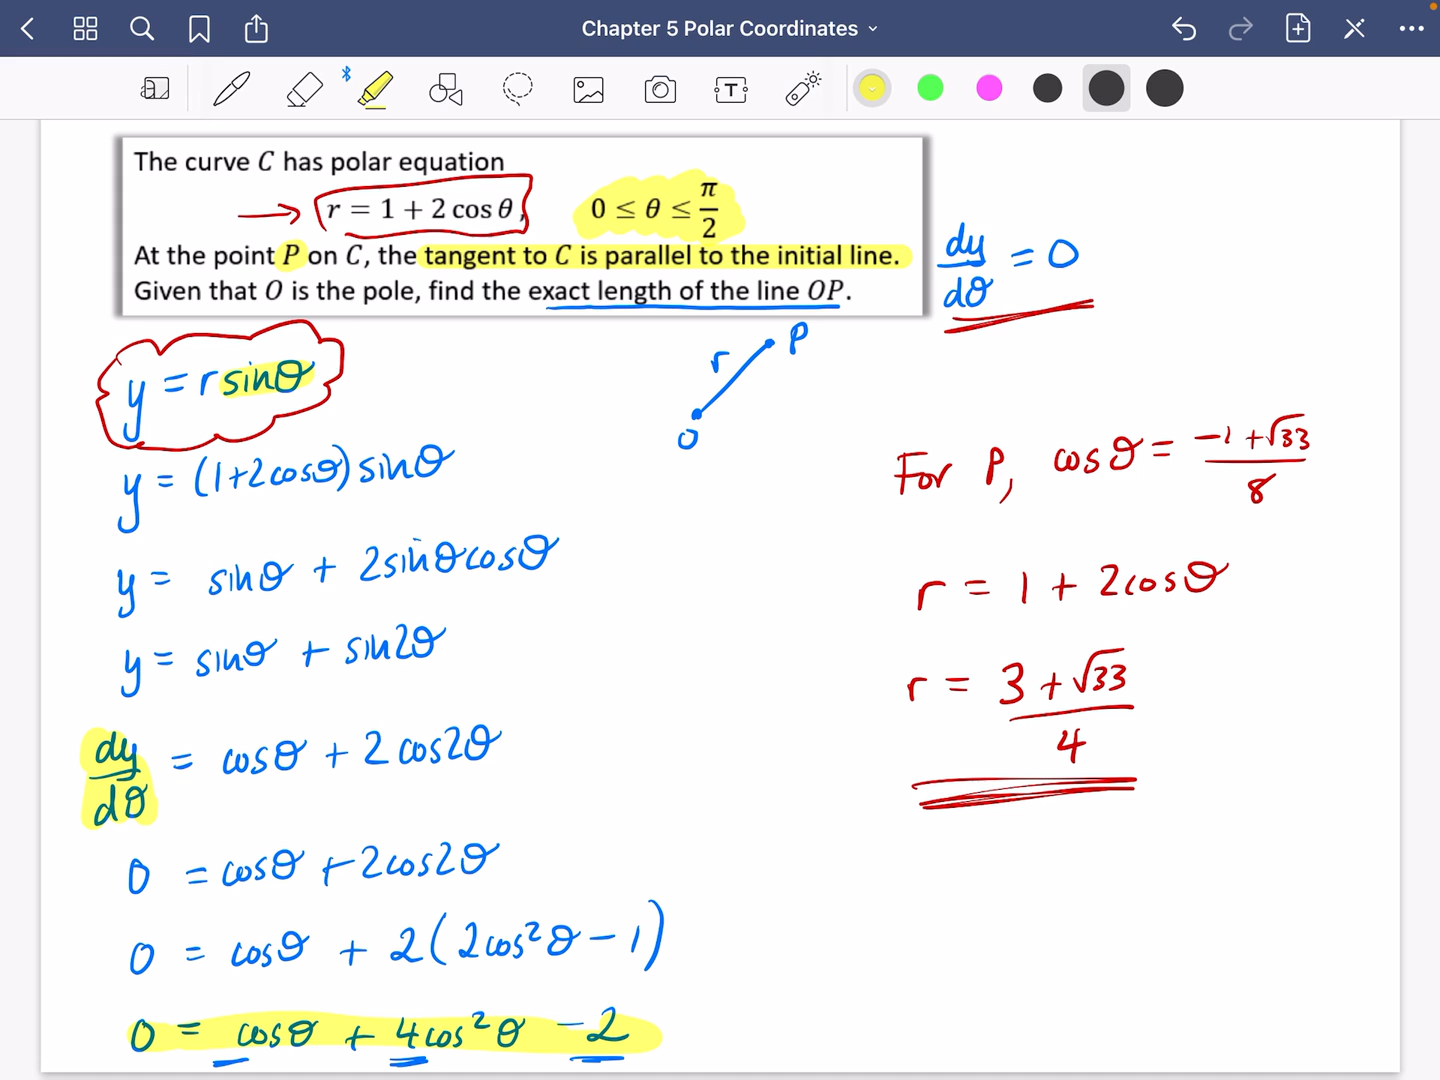 Chapter 5 Polar Coordinates
The curve C has polar equation
→ r = 1 + 2 cos θ, 0 ≤ θ ≤ π/2
At the point P on C, the tangent to C is parallel to the initial line.
Given that O is the pole, find the exact length of the line OP.
dy/dθ = 0
y = r sinθ
r P
O
y = (1+2cosθ) sinθ
y = sinθ + 2sinθcosθ
y = sinθ + sin2θ
dy/dθ = cosθ + 2cos2θ
0 = cosθ + 2cos2θ
0 = cosθ + 2(2cos²θ - 1)
0 = cosθ + 4cos²θ - 2
For P, cosθ = (-1 + √33)/8
r = 1 + 2cosθ
r = (3 + √33)/4